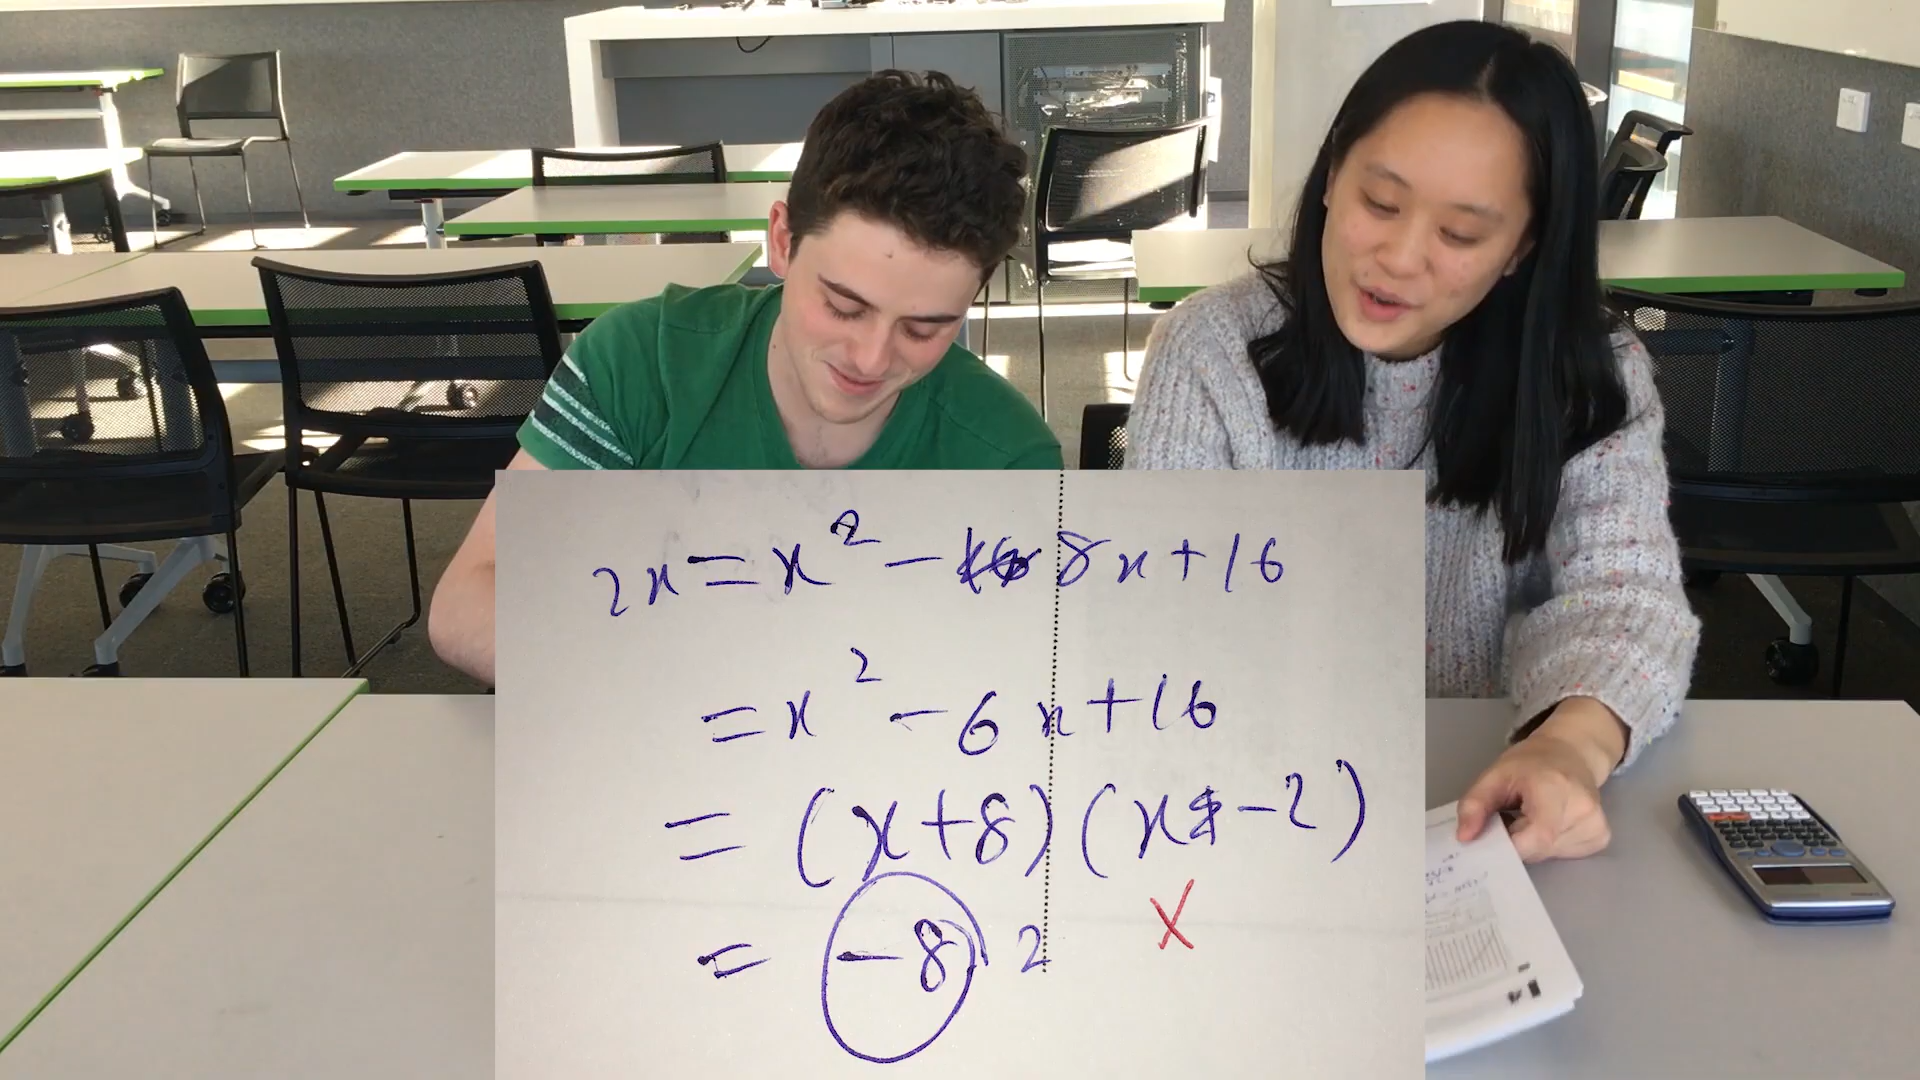 2x = x² - 8x + 16
= x² - 6x + 16
= (x+8)(x-2)
= -8, 2 X